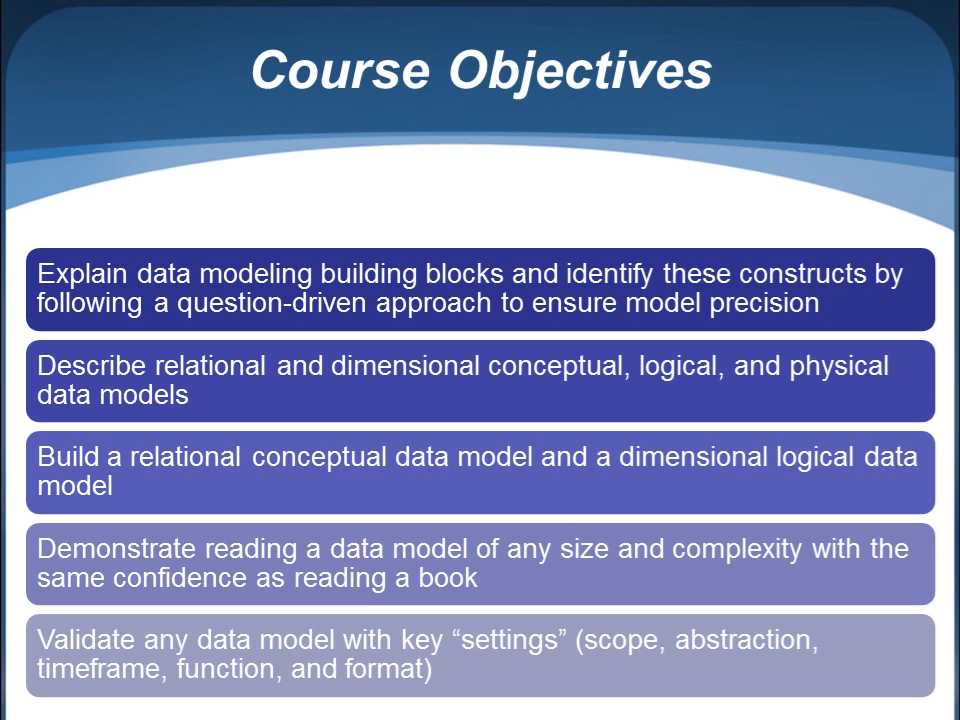 Course Objectives
Explain data modeling building blocks and identify these constructs by
following a question-driven approach to ensure model precision
Describe relational and dimensional conceptual, logical, and physical
data models
Build a relational conceptual data model and a dimensional logical data
model
Demonstrate reading a data model of any size and complexity with the
same confidence as reading a book
Validate any data model with key “settings” (scope, abstraction,
timeframe, function, and format)